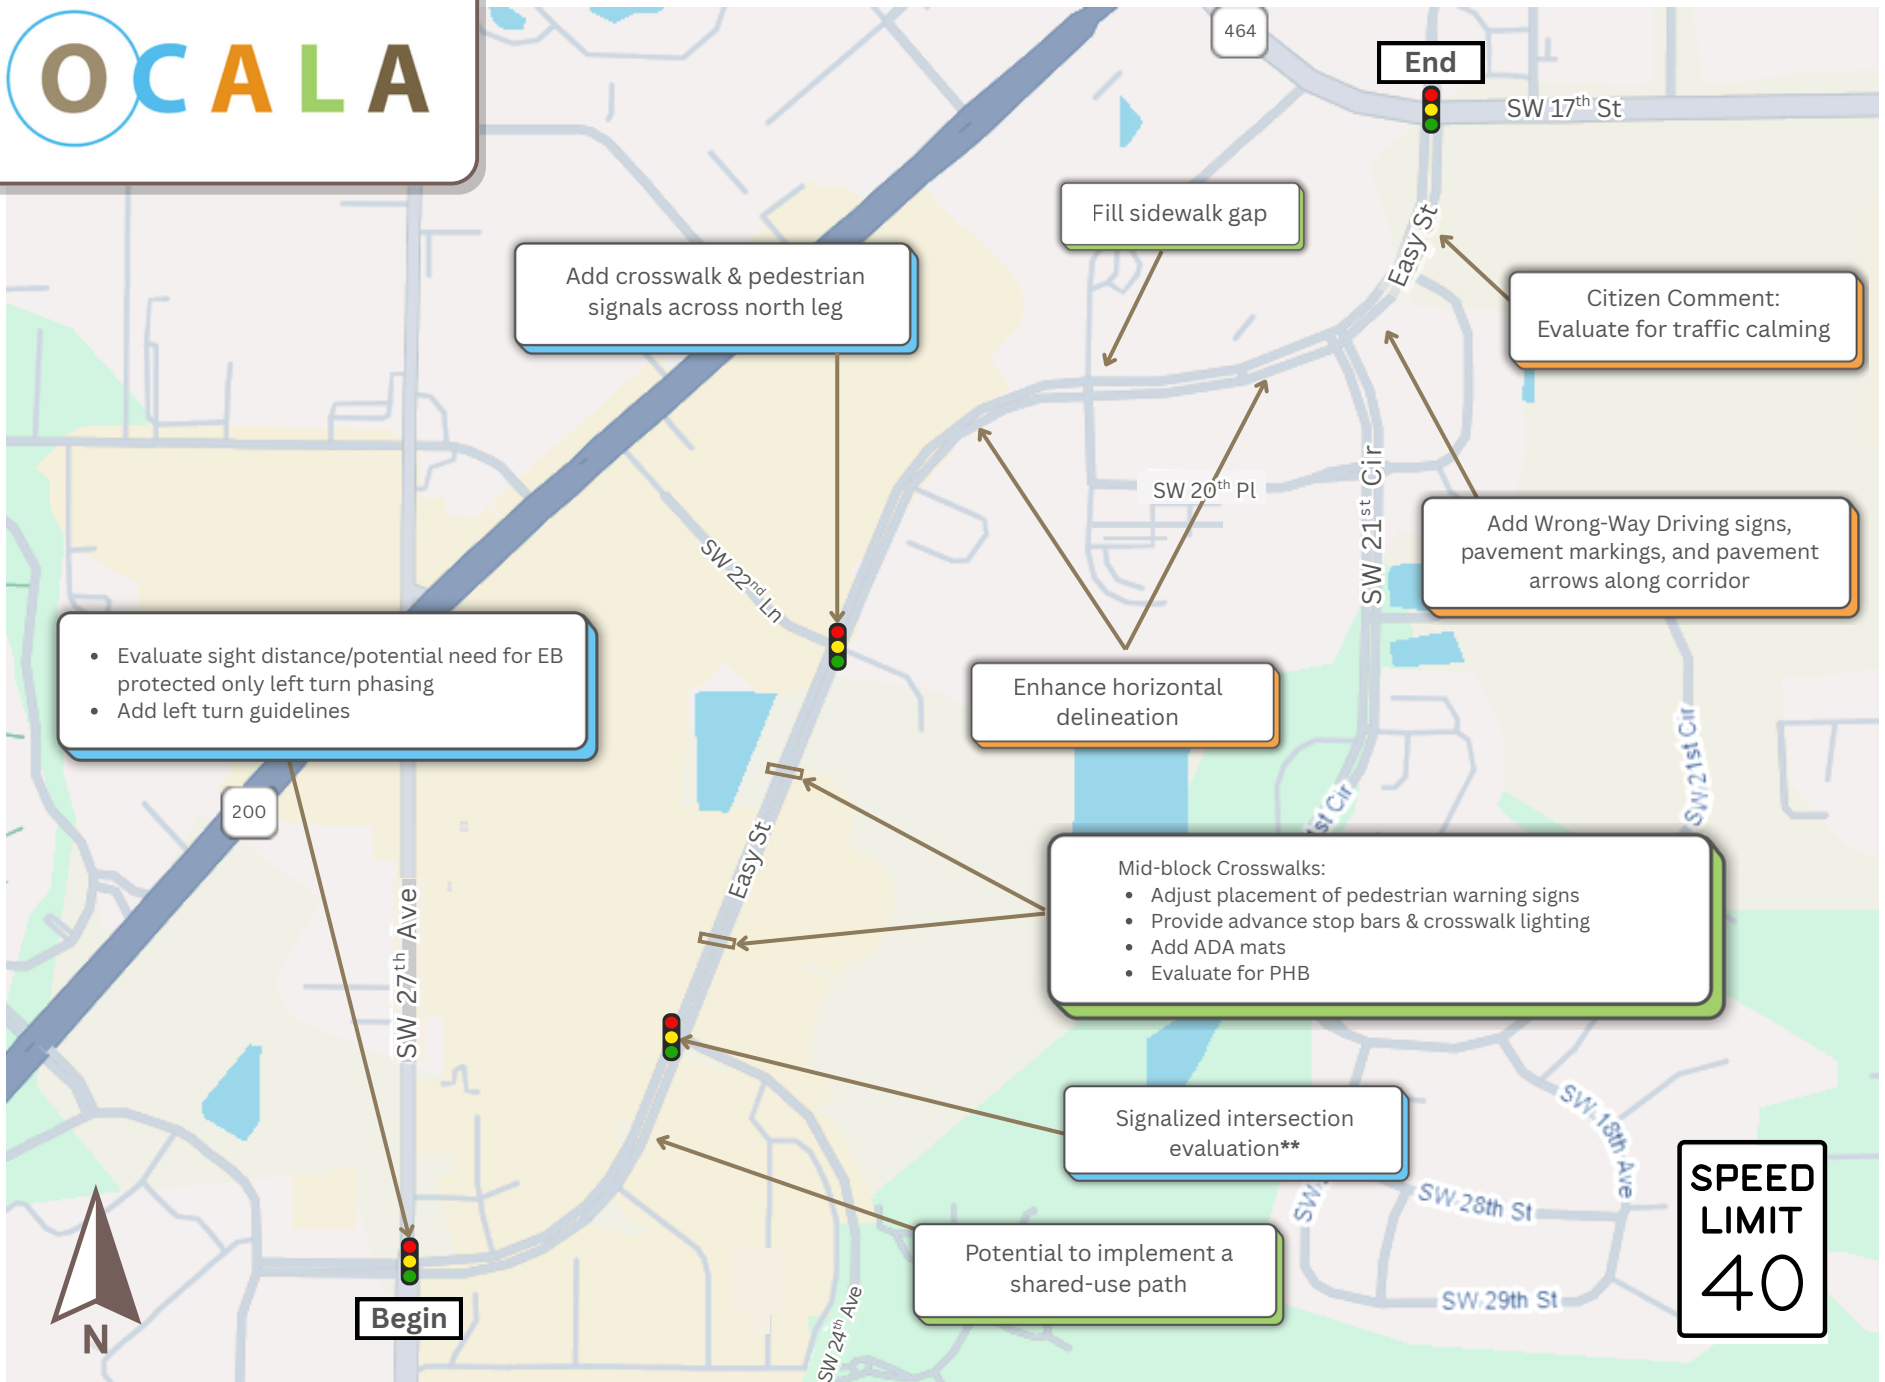 OCALA
464
End
SW 17th St
Fill sidewalk gap
Easy St
Add crosswalk & pedestrian
signals across north leg
Citizen Comment:
Evaluate for traffic calming
SW 20th Pl
SW 21st Cir
Add Wrong-Way Driving signs,
pavement markings, and pavement
arrows along corridor
SW 22nd Ln
• Evaluate sight distance/potential need for EB
protected only left turn phasing
• Add left turn guidelines
Enhance horizontal
delineation
200
SW 21st Cir
1st Cir
Easy St
Mid-block Crosswalks:
• Adjust placement of pedestrian warning signs
• Provide advance stop bars & crosswalk lighting
• Add ADA mats
• Evaluate for PHB
SW 27th Ave
Signalized intersection
evaluation**
SW 18th Ave
SW
SW 28th St
SW 29th St
Potential to implement a
shared-use path
SW 24th Ave
SPEED
LIMIT
40
Begin
N